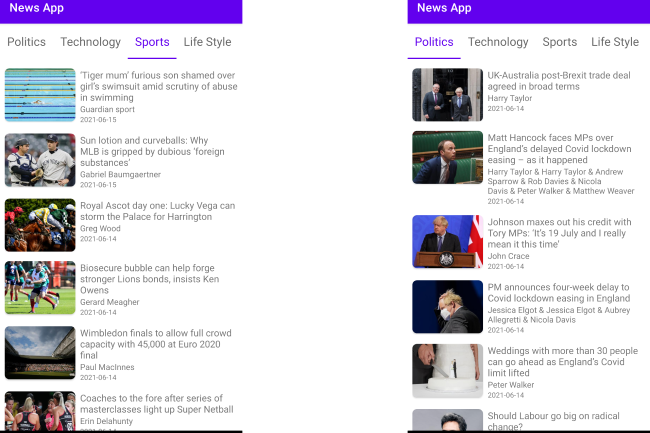 News App
Politics Technology Sports Life Style
‘Tiger mum’ furious son shamed over
girl’s swimsuit amid scrutiny of abuse
in swimming
Guardian sport
2021-06-15
Sun lotion and curveballs: Why
MLB is gripped by dubious ‘foreign
substances’
Gabriel Baumgaertner
2021-06-15
Royal Ascot day one: Lucky Vega can
storm the Palace for Harrington
Greg Wood
2021-06-14
Biosecure bubble can help forge
stronger Lions bonds, insists Ken
Owens
Gerard Meagher
2021-06-14
Wimbledon finals to allow full crowd
capacity with 45,000 at Euro 2020
final
Paul MacInnes
2021-06-14
Coaches to the fore after series of
masterclasses light up Super Netball
Erin Delahunty
2021-06-14
News App
Politics Technology Sports Life Style
UK-Australia post-Brexit trade deal
agreed in broad terms
Harry Taylor
2021-06-14
Matt Hancock faces MPs over
England’s delayed Covid lockdown
easing – as it happened
Harry Taylor & Harry Taylor & Andrew
Sparrow & Rob Davies & Nicola
Davis & Peter Walker & Matthew Weaver
2021-06-14
Johnson maxes out his credit with
Tory MPs: ‘It’s 19 July and I really
mean it this time’
John Crace
2021-06-14
PM announces four-week delay to
Covid lockdown easing in England
Jessica Elgot & Jessica Elgot & Aubrey
Allegretti & Nicola Davis
2021-06-14
Weddings with more than 30 people
can go ahead as England’s Covid
limit lifted
Peter Walker
2021-06-14
Should Labour go big on radical
change?